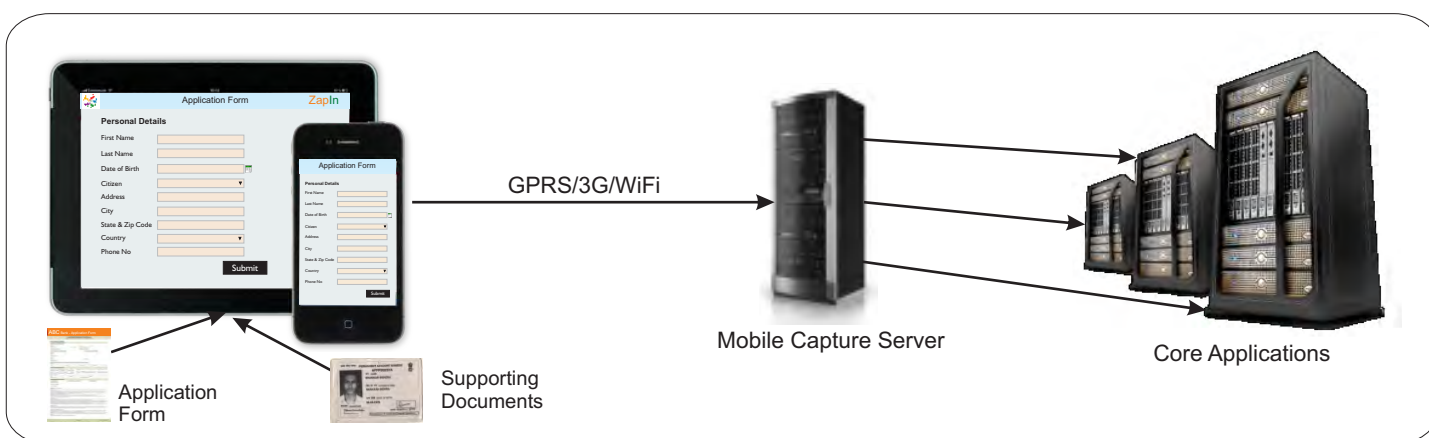 Application Form
ZapIn
Personal Details
First Name
Last Name
Date of Birth
Citizen
Address
City
State & Zip Code
Country
Phone No
Submit
Application Form
Personal Details
First Name
Last Name
Date of Birth
Citizen
Address
City
State & Zip Code
Country
Phone No
Submit
GPRS/3G/WiFi
Mobile Capture Server
Core Applications
ABC
Application
Form
Supporting
Documents